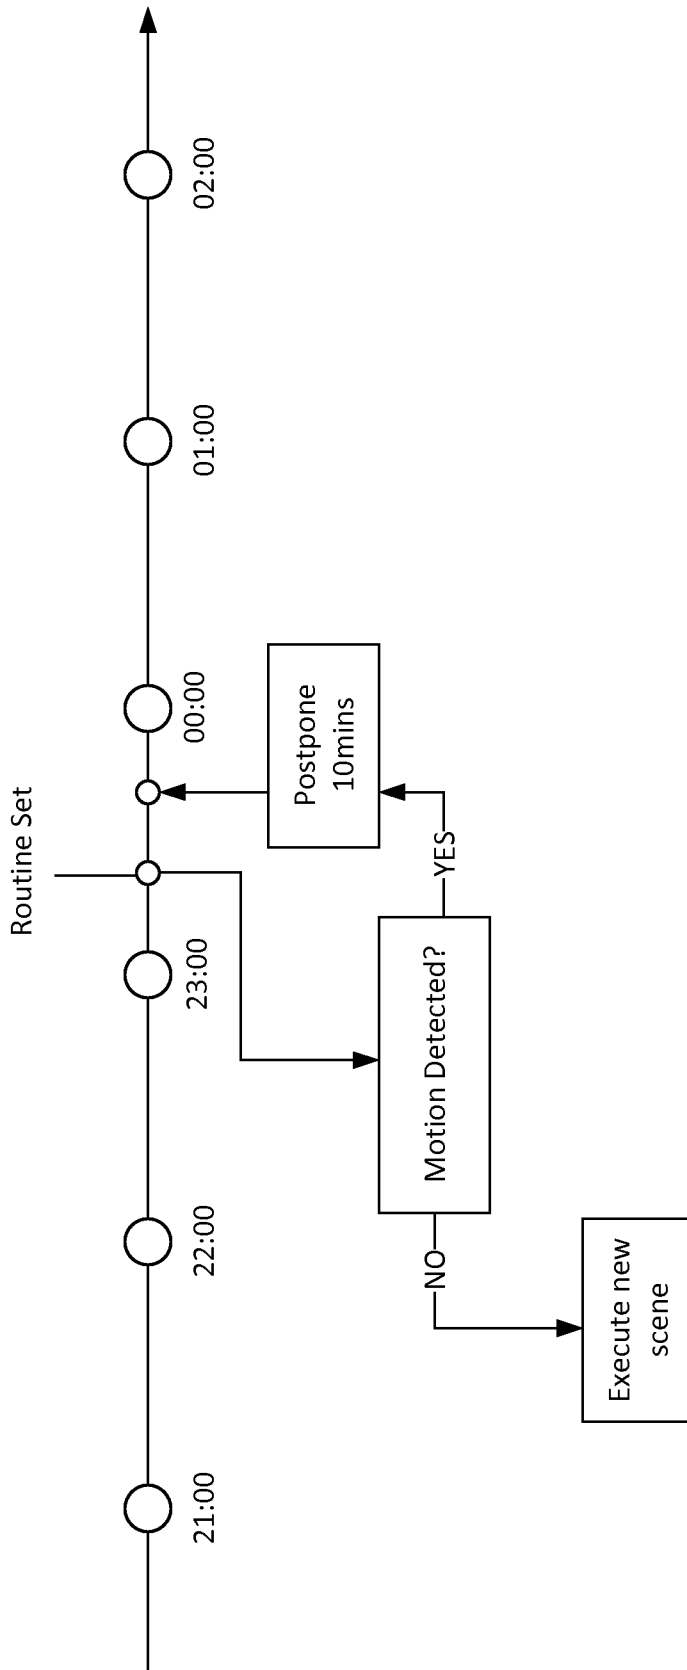 Routine Set
21:00
22:00
23:00
00:00
01:00
02:00
Postpone
10mins
YES
Motion Detected?
NO
Execute new
scene